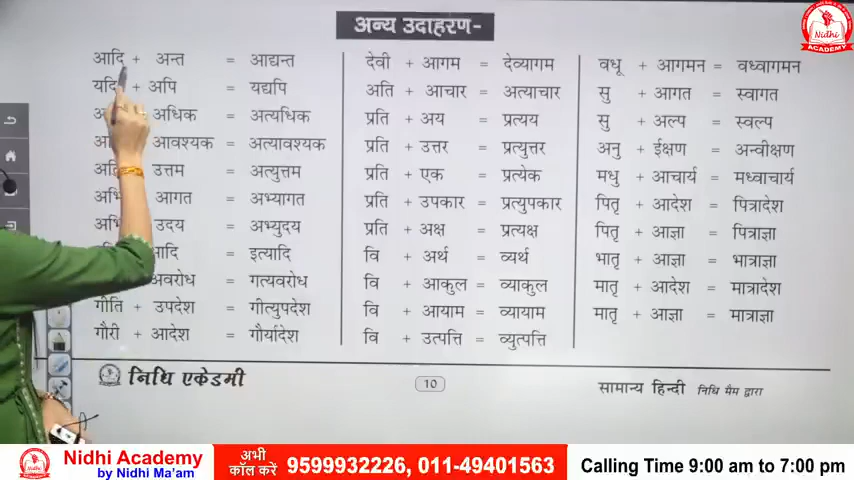 अन्य उदाहरण-
आदि + अन्त = आद्यन्त
यदि + अपि = यद्यपि
अधिक = अत्यधिक
आवश्यक = अत्यावश्यक
उत्तम = अत्युत्तम
आगत = अभ्यागत
उदय = अभ्युदय
= इत्यादि
अवरोध = गत्यवरोध
गीति + उपदेश = गीत्युपदेश
गौरी + आदेश = गौर्यादेश
देवी + आगम = देव्यागम
अति + आचार = अत्याचार
प्रति + अय = प्रत्यय
प्रति + उत्तर = प्रत्युत्तर
प्रति + एक = प्रत्येक
प्रति + उपकार = प्रत्युपकार
प्रति + अक्ष = प्रत्यक्ष
वि + अर्थ = व्यर्थ
वि + आकुल = व्याकुल
वि + आयाम = व्यायाम
वि + उत्पत्ति = व्युत्पत्ति
वधू + आगमन = वध्वागमन
सु + आगत = स्वागत
सु + अल्प = स्वल्प
अनु + ईक्षण = अन्वीक्षण
मधु + आचार्य = मध्वाचार्य
पितृ + आदेश = पित्रादेश
पितृ + आज्ञा = पित्राज्ञा
भातृ + आज्ञा = भात्राज्ञा
मातृ + आदेश = मात्रादेश
मातृ + आज्ञा = मात्राज्ञा
निधि एकेडमी
10
सामान्य हिन्दी निधि मैम द्वारा
Nidhi
ACADEMY
Nidhi Academy
by Nidhi Ma'am
अभी
कॉल करें
9599932226, 011-49401563
Calling Time 9:00 am to 7:00 pm